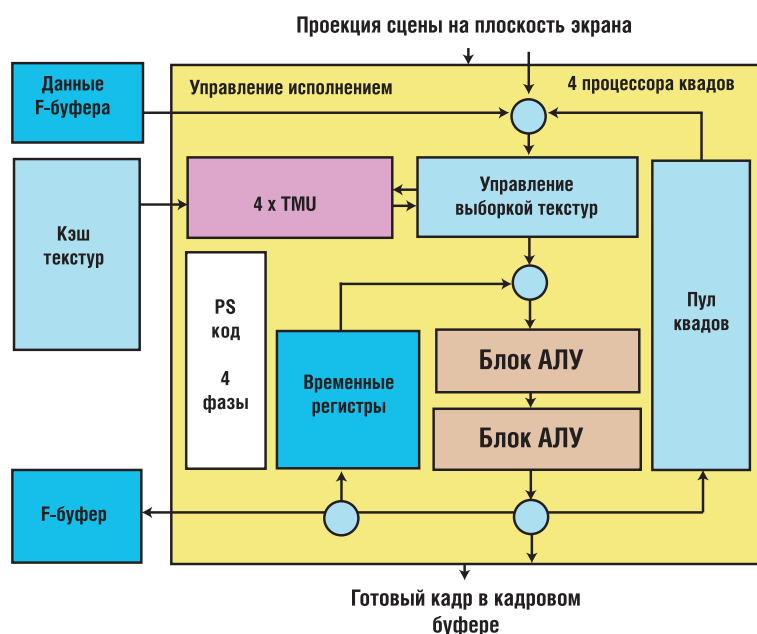 Проекция сцены на плоскость экрана
Данные
F-буфера
Управление исполнением
4 процессора квадов
Кэш
текстур
4 x TMU
Управление
выборкой текстур
PS
код
4
фазы
Временные
регистры
Блок АЛУ
Блок АЛУ
Пул
квадов
F-буфер
Готовый кадр в кадровом
буфере